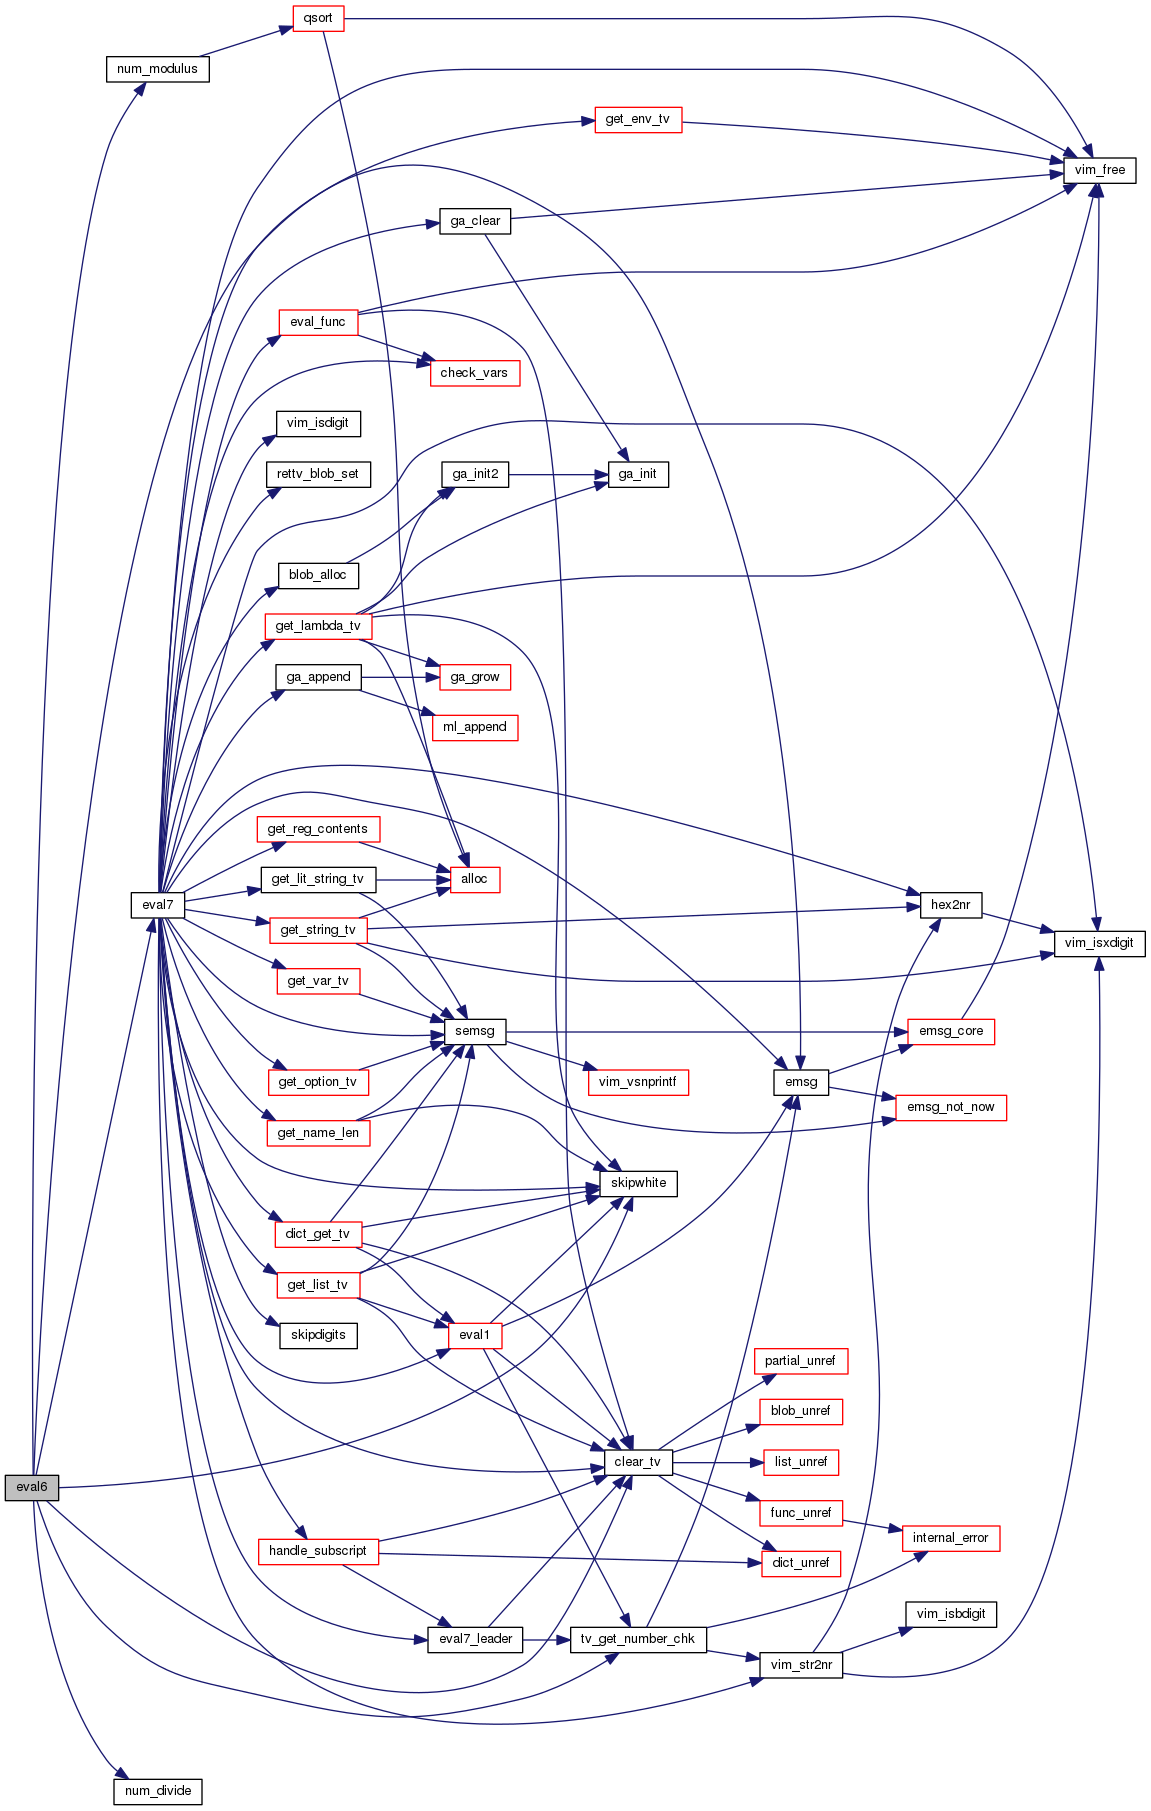 qsort
num_modulus
get_env_tv
vim_free
ga_clear
eval_func
check_vars
vim_isdigit
rettv_blob_set
ga_init2
ga_init
blob_alloc
get_lambda_tv
ga_append
ga_grow
ml_append
get_reg_contents
get_lit_string_tv
alloc
eval7
hex2nr
get_string_tv
vim_isxdigit
get_var_tv
semsg
emsg_core
get_option_tv
vim_vsnprintf
emsg
emsg_not_now
get_name_len
skipwhite
dict_get_tv
get_list_tv
skipdigits
eval1
partial_unref
blob_unref
clear_tv
list_unref
eval6
func_unref
internal_error
handle_subscript
dict_unref
vim_isbdigit
eval7_leader
tv_get_number_chk
vim_str2nr
num_divide